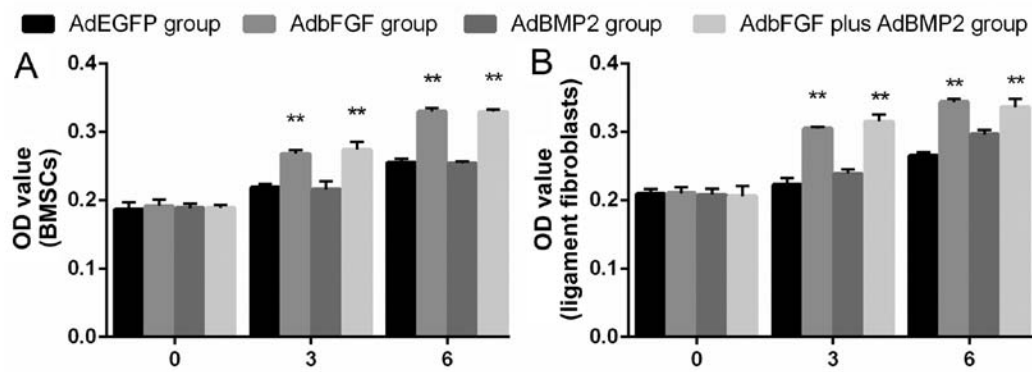 AdEGFP group AdbFGF group AdBMP2 group AdbFGF plus AdBMP2 group
A
OD value
(BMSCs)
0.4
0.3
0.2
0.1
0.0
** ** ** **
0 3 6
B
OD value
(ligament fibroblasts)
0.4
0.3
0.2
0.1
0.0
** ** ** **
0 3 6